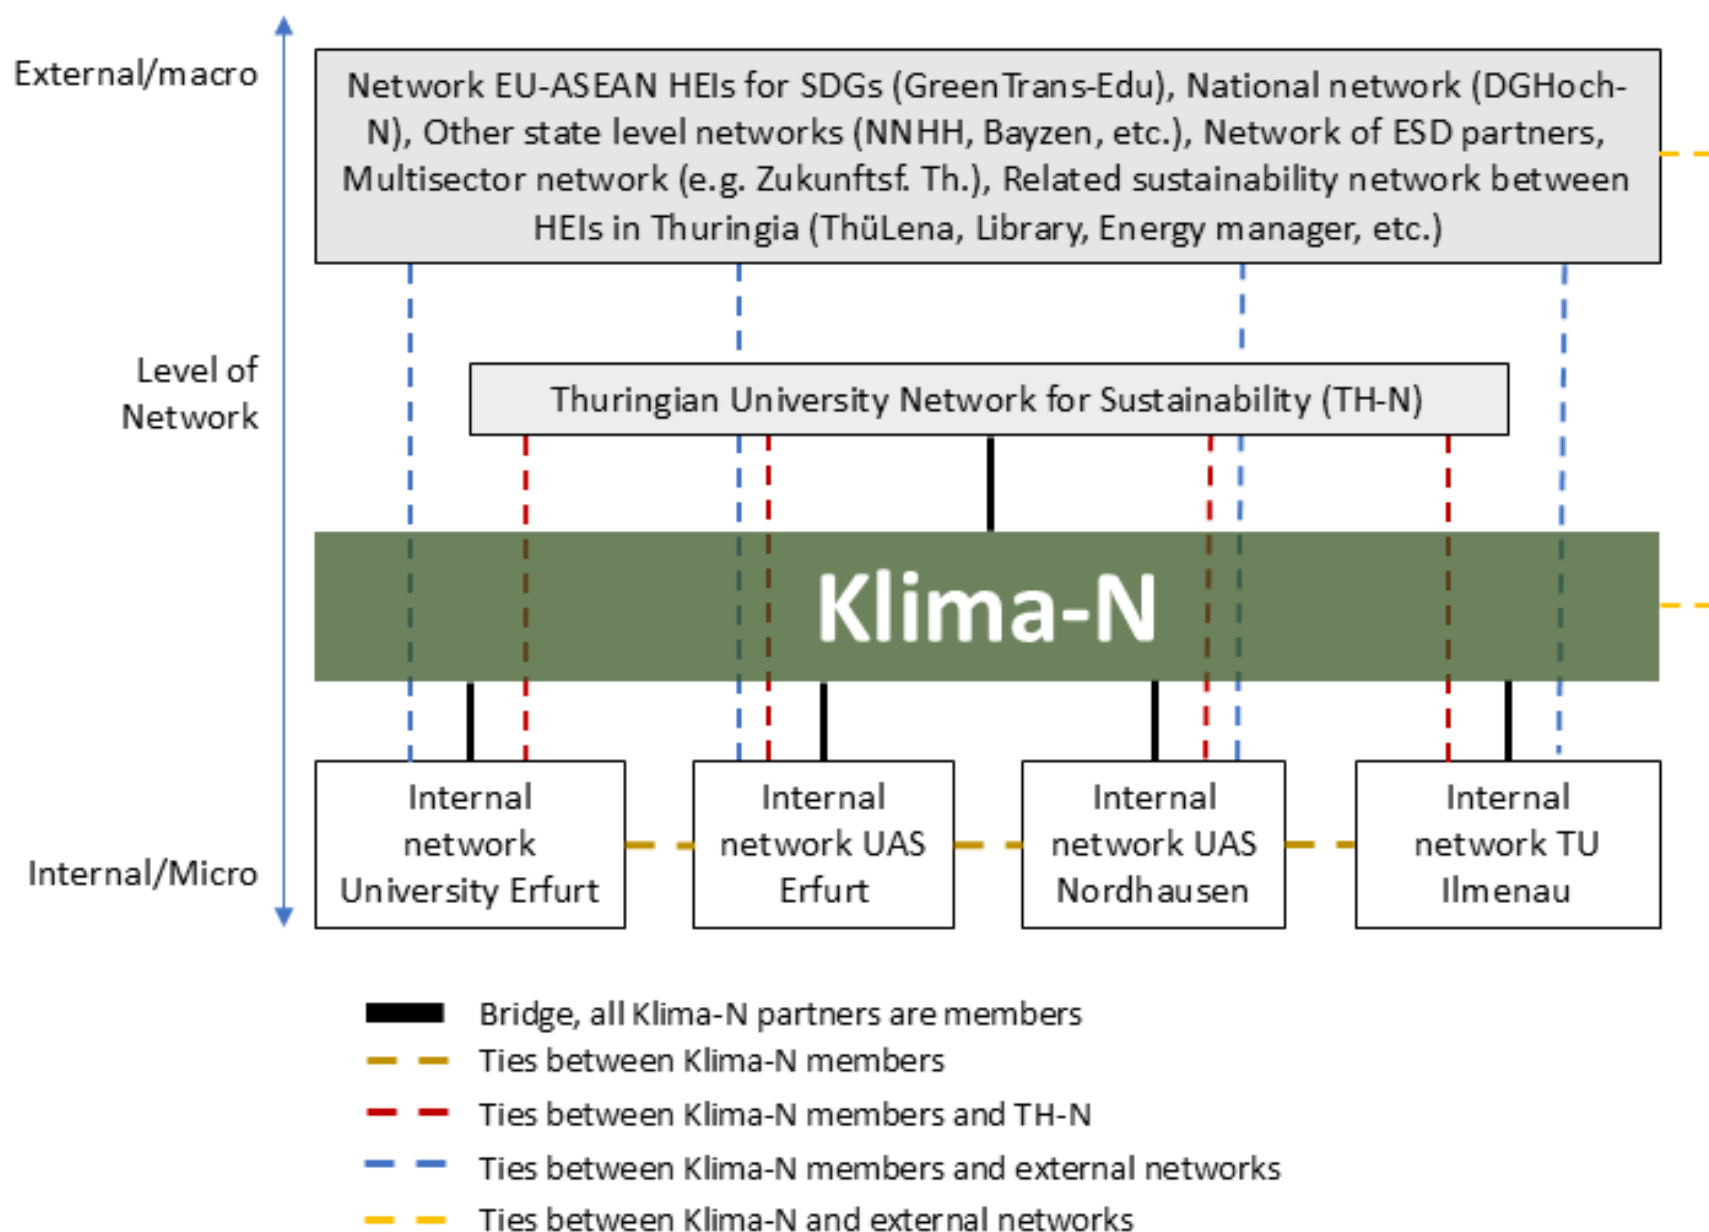 External/macro
Network EU-ASEAN HEIs for SDGs (GreenTrans-Edu), National network (DGHoch-
N), Other state level networks (NNHH, Bayzen, etc.), Network of ESD partners,
Multisector network (e.g. Zukunftsf. Th.), Related sustainability network between
HEIs in Thuringia (ThüLena, Library, Energy manager, etc.)
Level of
Network
Thuringian University Network for Sustainability (TH-N)
Klima-N
Internal/Micro
Internal
network
University Erfurt
Internal
network UAS
Erfurt
Internal
network UAS
Nordhausen
Internal
network TU
Ilmenau
Bridge, all Klima-N partners are members
Ties between Klima-N members
Ties between Klima-N members and TH-N
Ties between Klima-N members and external networks
Ties between Klima-N and external networks